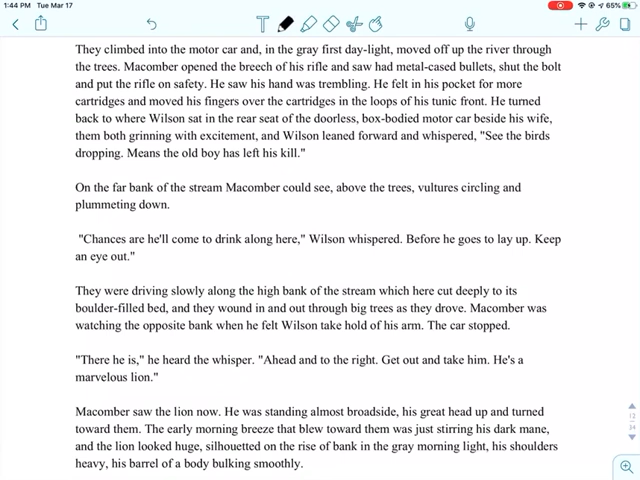 1:44 PM Tue Mar 17
65%
They climbed into the motor car and, in the gray first day-light, moved off up the river through
the trees. Macomber opened the breech of his rifle and saw had metal-cased bullets, shut the bolt
and put the rifle on safety. He saw his hand was trembling. He felt in his pocket for more
cartridges and moved his fingers over the cartridges in the loops of his tunic front. He turned
back to where Wilson sat in the rear seat of the doorless, box-bodied motor car beside his wife,
them both grinning with excitement, and Wilson leaned forward and whispered, "See the birds
dropping. Means the old boy has left his kill."
On the far bank of the stream Macomber could see, above the trees, vultures circling and
plummeting down.
"Chances are he'll come to drink along here," Wilson whispered. Before he goes to lay up. Keep
an eye out."
They were driving slowly along the high bank of the stream which here cut deeply to its
boulder-filled bed, and they wound in and out through big trees as they drove. Macomber was
watching the opposite bank when he felt Wilson take hold of his arm. The car stopped.
"There he is," he heard the whisper. "Ahead and to the right. Get out and take him. He's a
marvelous lion."
Macomber saw the lion now. He was standing almost broadside, his great head up and turned
toward them. The early morning breeze that blew toward them was just stirring his dark mane,
and the lion looked huge, silhouetted on the rise of bank in the gray morning light, his shoulders
heavy, his barrel of a body bulking smoothly.
12
34